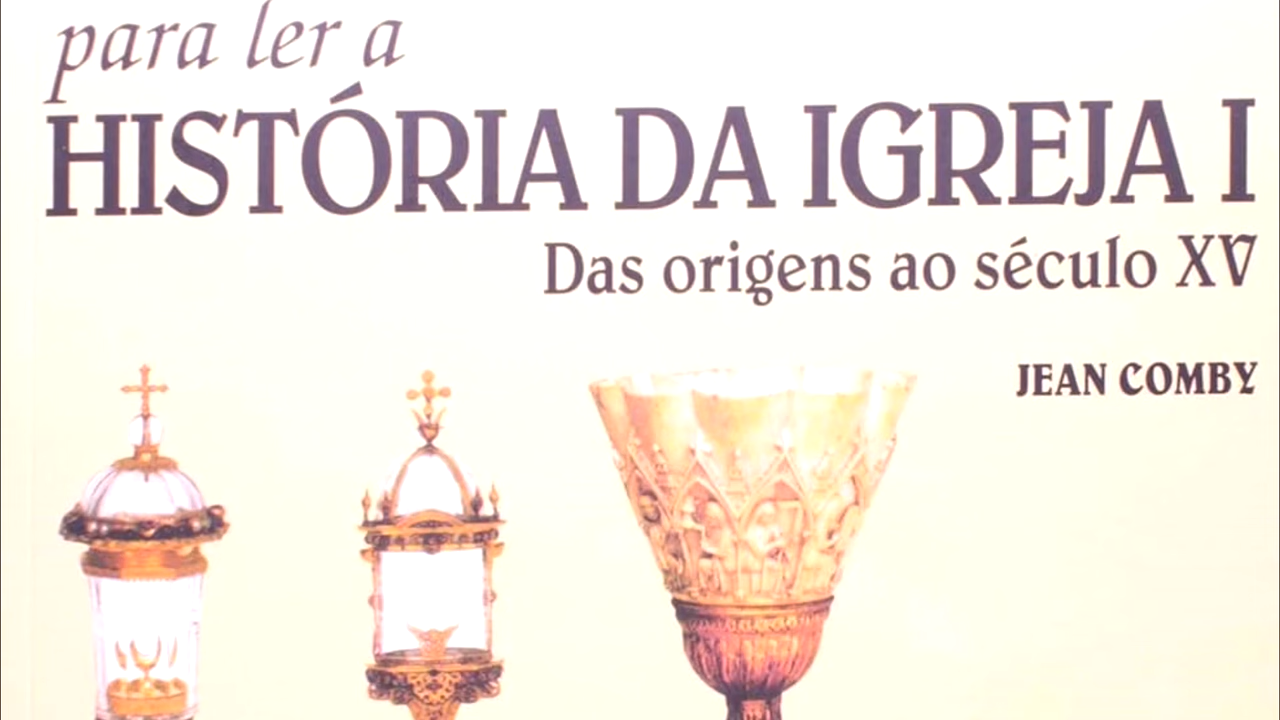 para ler a
HISTÓRIA DA IGREJA I
Das origens ao século XV
JEAN COMBY